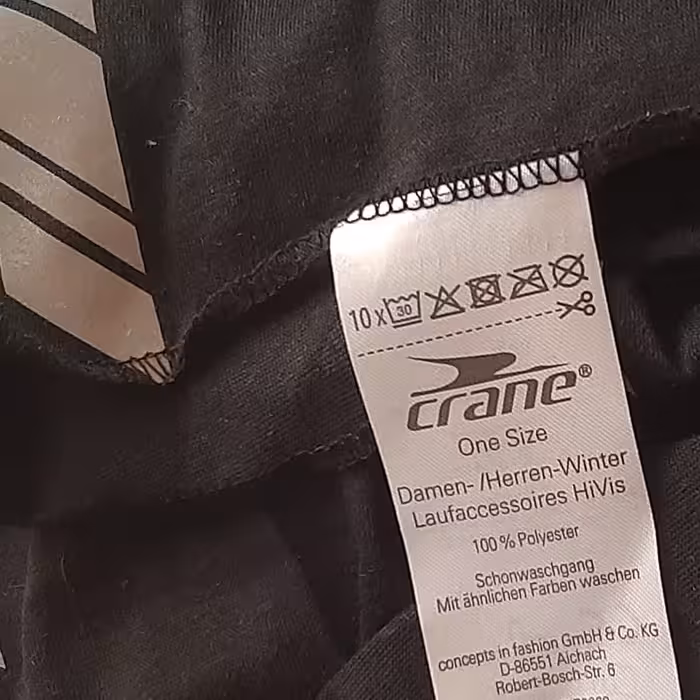 10 x 30
crane®
One Size
Damen- /Herren-Winter
Laufaccessoires HiVis
100 % Polyester
Schonwaschgang
Mit ähnlichen Farben waschen
concepts in fashion GmbH & Co. KG
D-86551 Aichach
Robert-Bosch-Str. 6